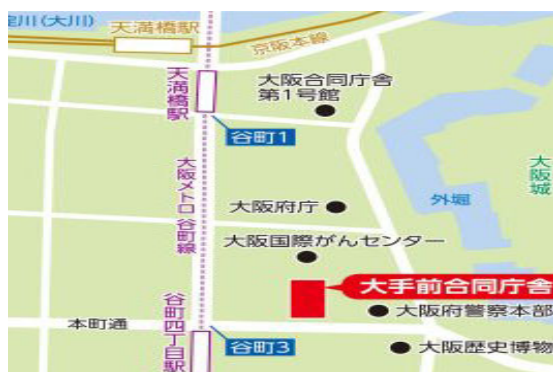 淀川(大川)
天満橋駅
京阪本線
天満橋駅
大阪合同庁舎
第1号館
谷町1
大阪メトロ 谷町線
大阪城
外堀
大阪府庁
大阪国際がんセンター
大手前合同庁舎
大阪府警察本部
本町通
谷町3
谷町四丁目駅
大阪歴史博物